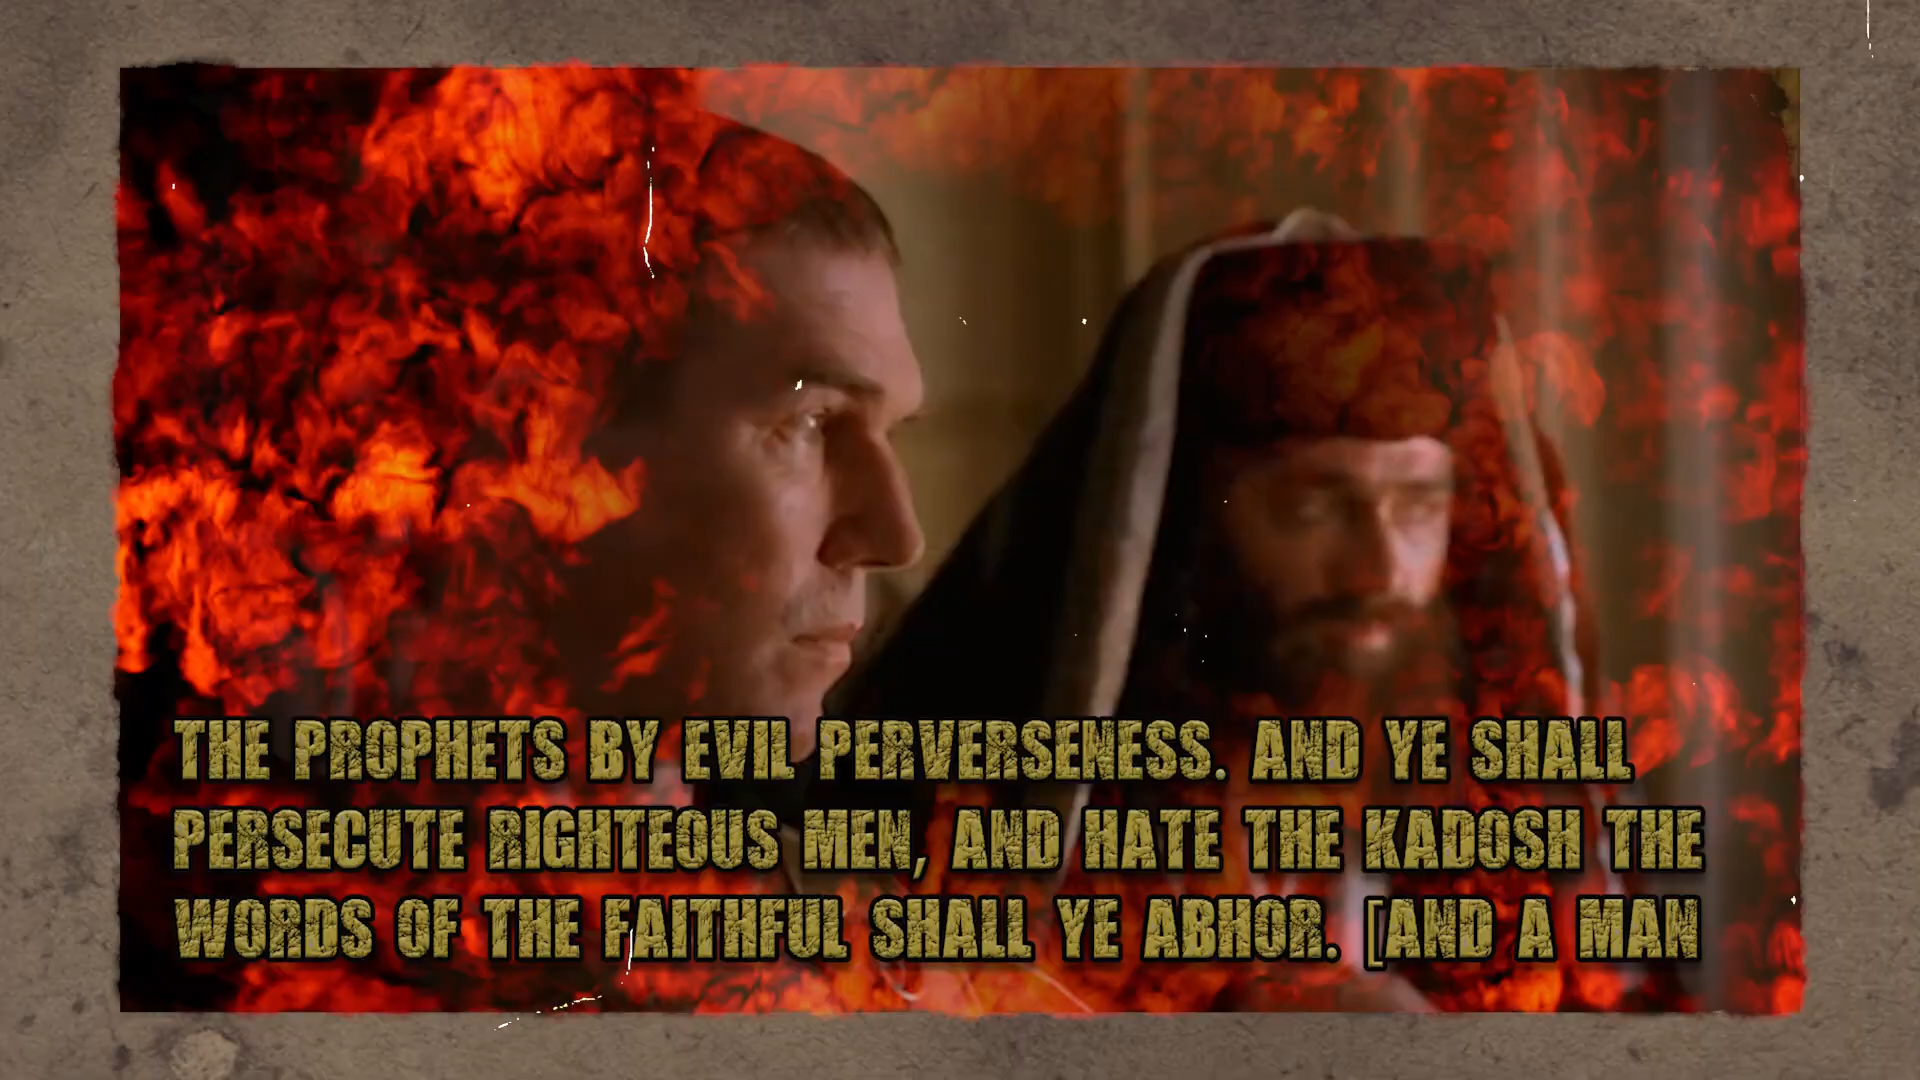 THE PROPHETS BY EVIL PERVERSENESS. AND YE SHALL
PERSECUTE RIGHTEOUS MEN, AND HATE THE KADOSH THE
WORDS OF THE FAITHFUL SHALL YE ABHOR. [AND A MAN